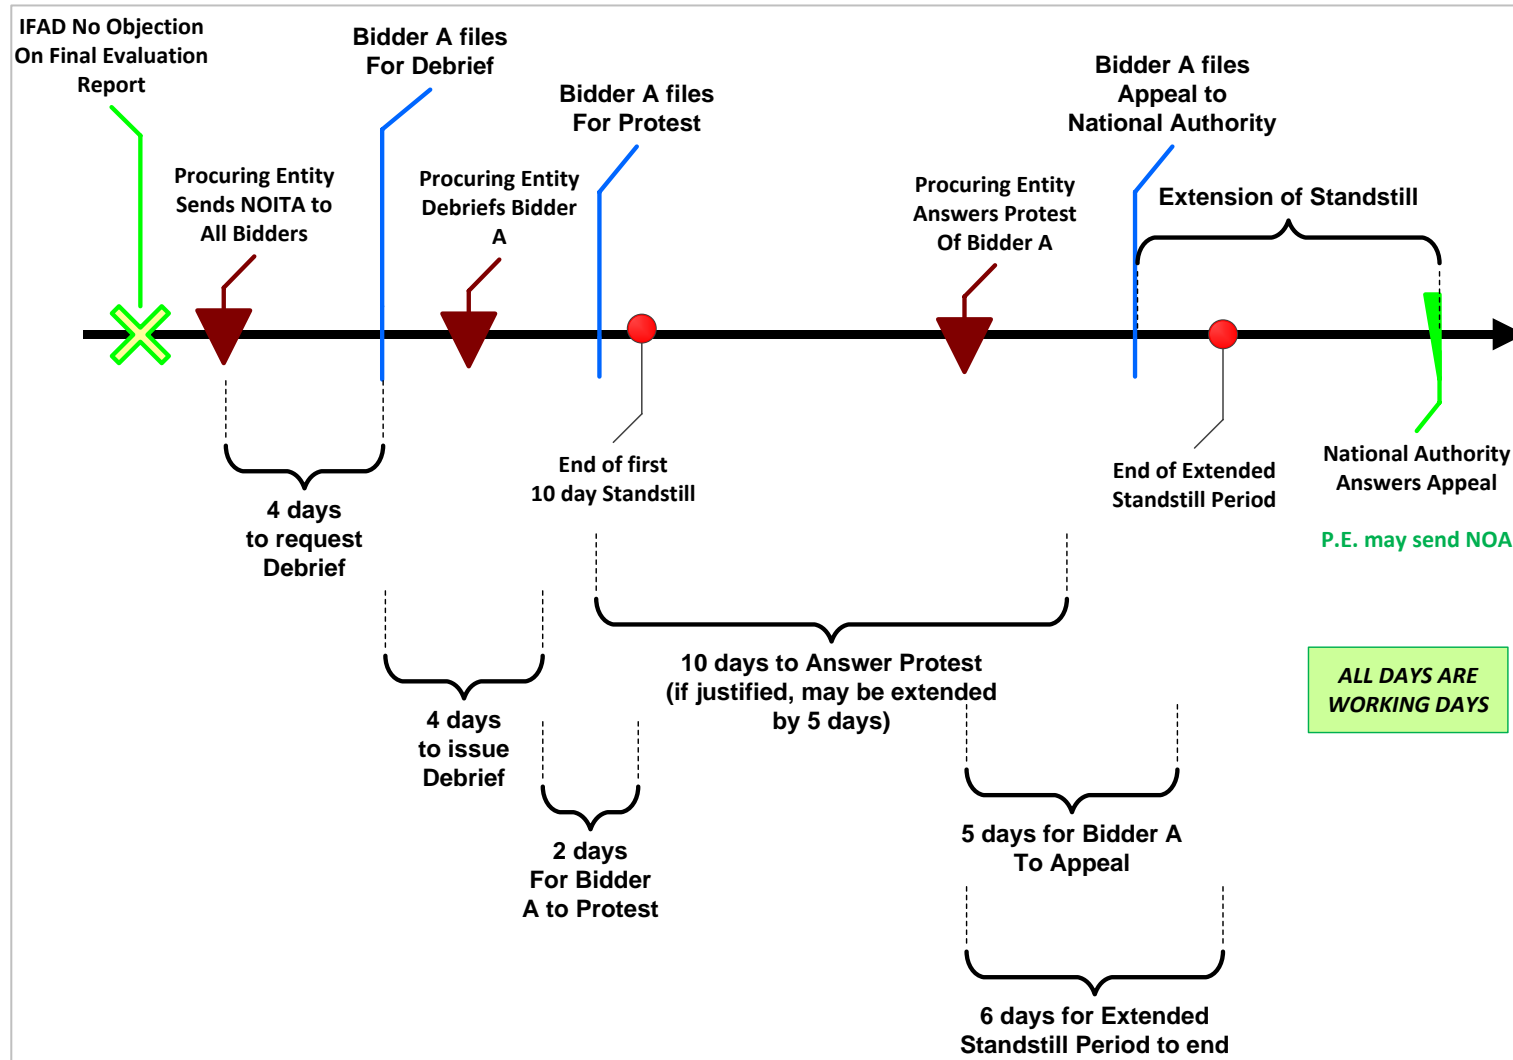 IFAD No Objection
On Final Evaluation
Report
Bidder A files
For Debrief
Bidder A files
For Protest
Bidder A files
Appeal to
National Authority
Procuring Entity
Sends NOITA to
All Bidders
Procuring Entity
Debriefs Bidder
A
Procuring Entity
Answers Protest
Of Bidder A
Extension of Standstill
End of first
10 day Standstill
End of Extended
Standstill Period
National Authority
Answers Appeal
P.E. may send NOA
4 days
to request
Debrief
10 days to Answer Protest
(if justified, may be extended
by 5 days)
ALL DAYS ARE
WORKING DAYS
4 days
to issue
Debrief
5 days for Bidder A
To Appeal
2 days
For Bidder
A to Protest
6 days for Extended
Standstill Period to end